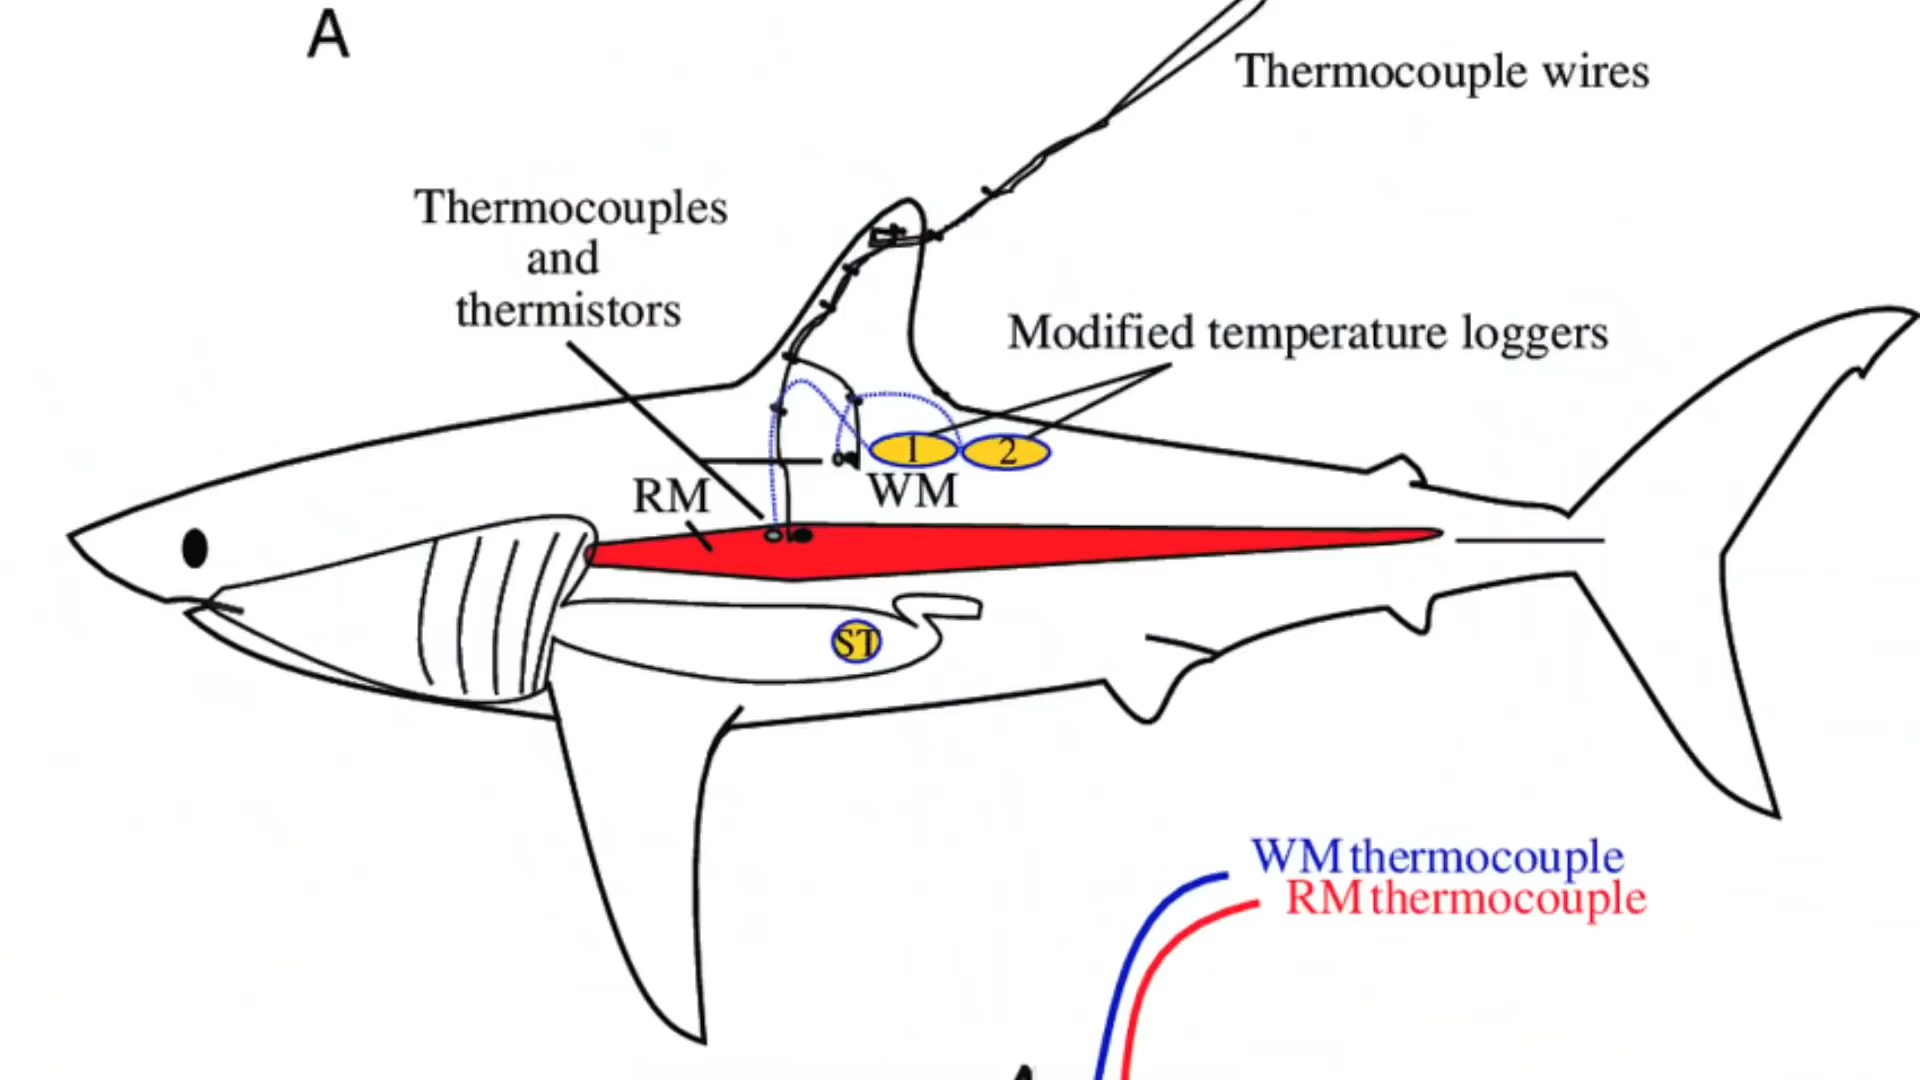 A
Thermocouple wires
Thermocouples
and
thermistors
Modified temperature loggers
1
2
RM
WM
ST
WM thermocouple
RM thermocouple